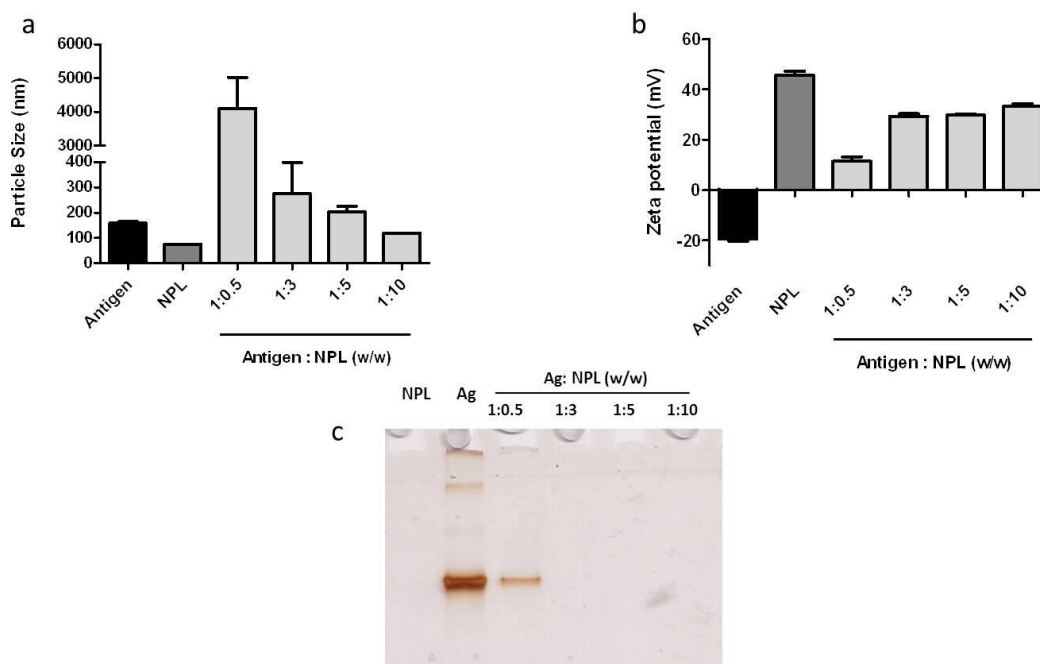 a
Particle Size (nm)
6000
5000
4000
3000
400
300
200
100
0
Antigen
NPL
1:0.5
1:3
1:5
1:10
Antigen : NPL (w/w)
b
Zeta potential (mV)
60
40
20
0
-20
Antigen
NPL
1:0.5
1:3
1:5
1:10
Antigen : NPL (w/w)
c
NPL Ag Ag: NPL (w/w)
1:0.5 1:3 1:5 1:10